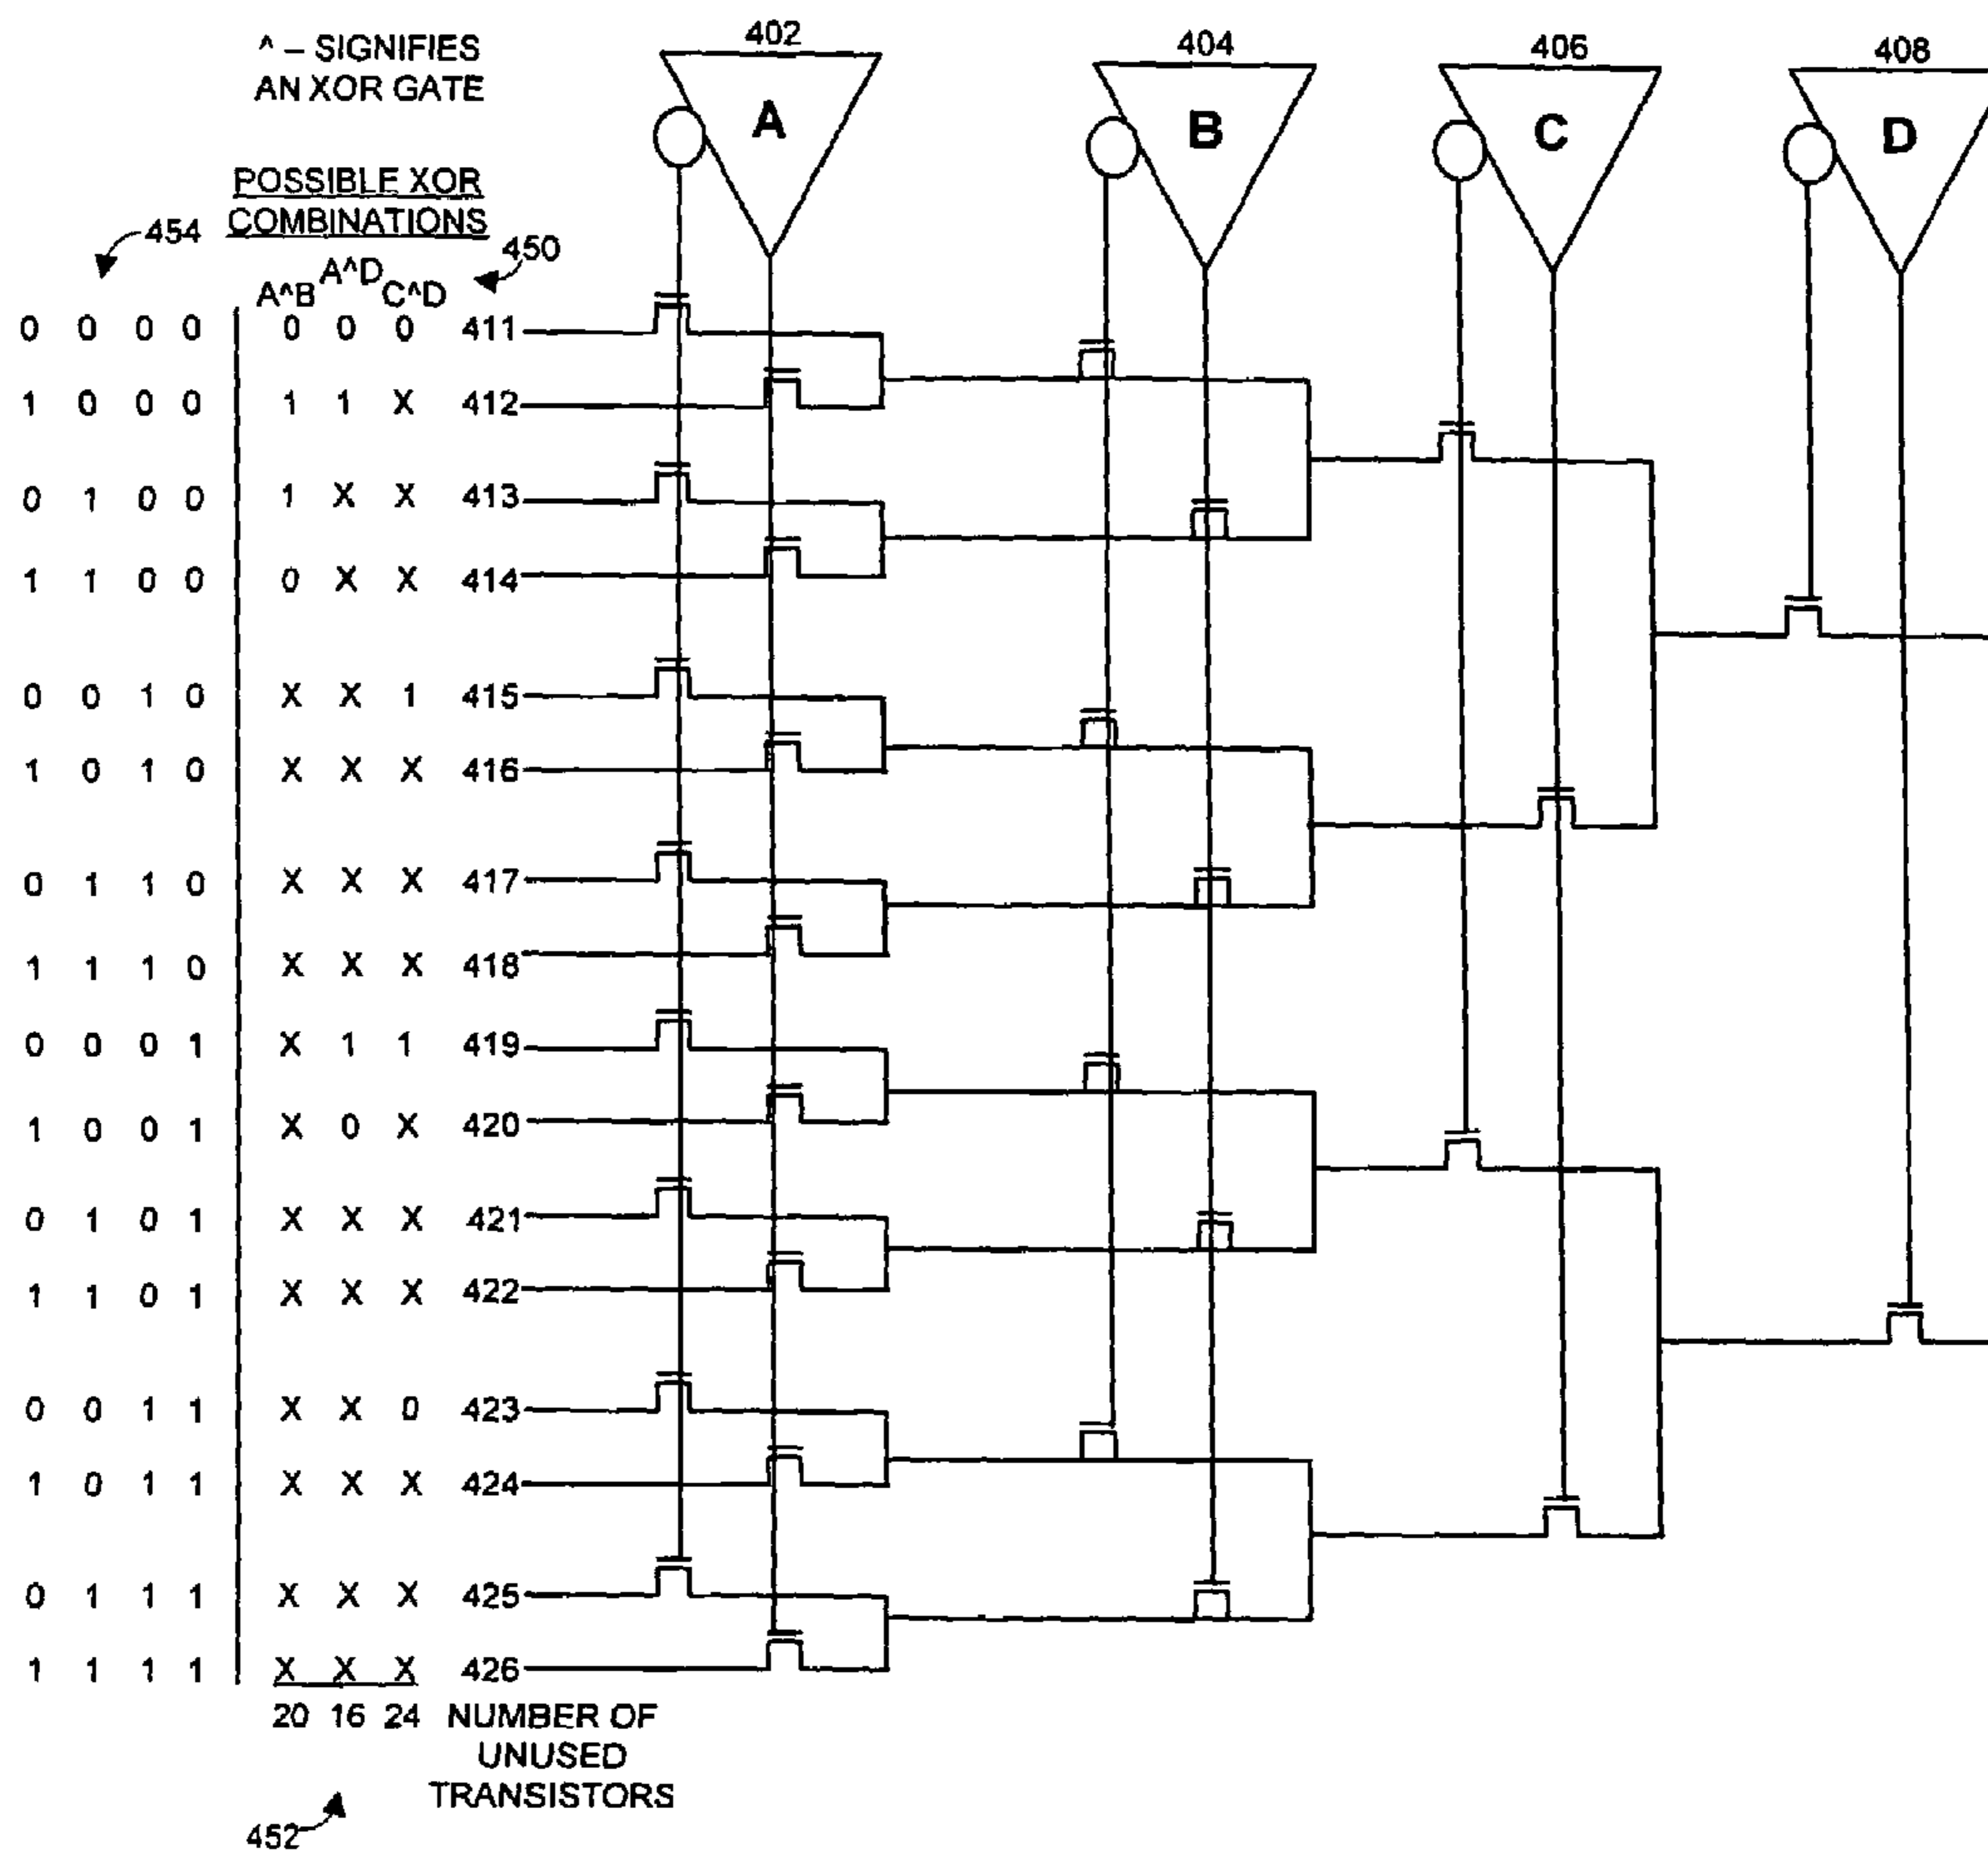 ^ – SIGNIFIES
AN XOR GATE
402
404
406
408
A
B
C
D
POSSIBLE XOR
COMBINATIONS
454
450
A^B A^D C^D
0 0 0 0 0 0 0 411
1 0 0 0 1 1 X 412
0 1 0 0 1 X X 413
1 1 0 0 0 X X 414
0 0 1 0 X X 1 415
1 0 1 0 X X X 416
0 1 1 0 X X X 417
1 1 1 0 X X X 418
0 0 0 1 X 1 1 419
1 0 0 1 X 0 X 420
0 1 0 1 X X X 421
1 1 0 1 X X X 422
0 0 1 1 X X 0 423
1 0 1 1 X X X 424
0 1 1 1 X X X 425
1 1 1 1 X X X 426
20 16 24 NUMBER OF
UNUSED
TRANSISTORS
452